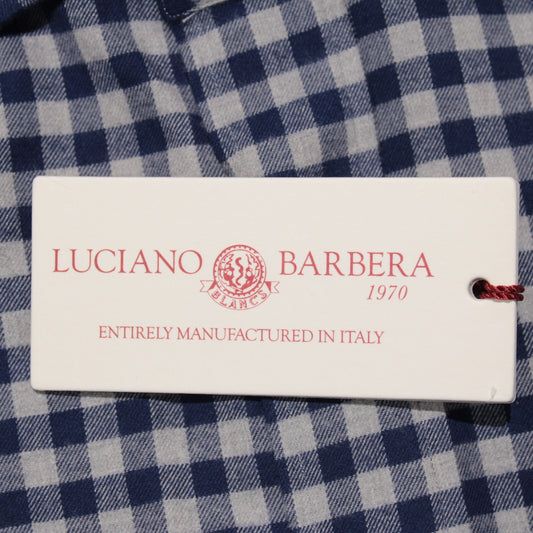 LUCIANO BARBERA
BLANCS
1970
ENTIRELY MANUFACTURED IN ITALY